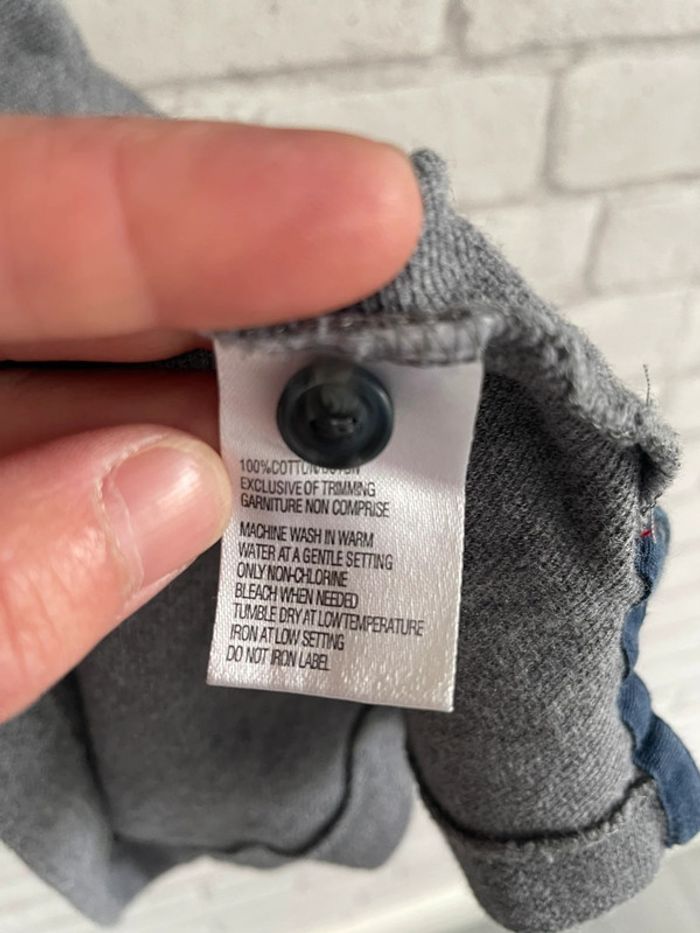 100%COTTON/COTON
EXCLUSIVE OF TRIMMING
GARNITURE NON COMPRISE
MACHINE WASH IN WARM
WATER AT A GENTLE SETTING
ONLY NON-CHLORINE
BLEACH WHEN NEEDED
TUMBLE DRY AT LOW TEMPERATURE
IRON AT LOW SETTING
DO NOT IRON LABEL